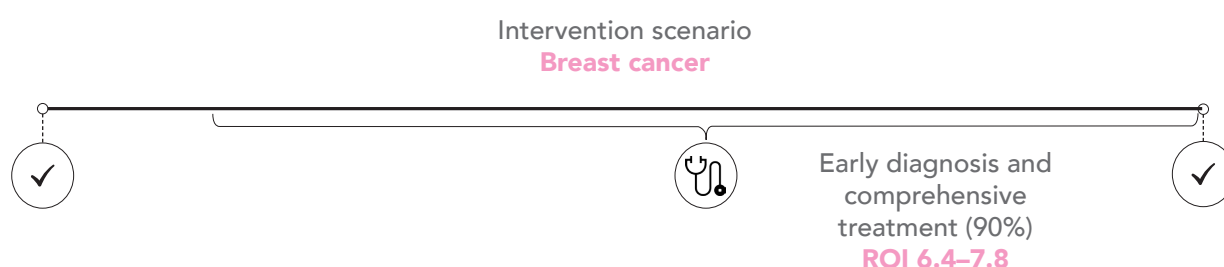 Intervention scenario
Breast cancer
Early diagnosis and
comprehensive
treatment (90%)
ROI 6.4–7.8